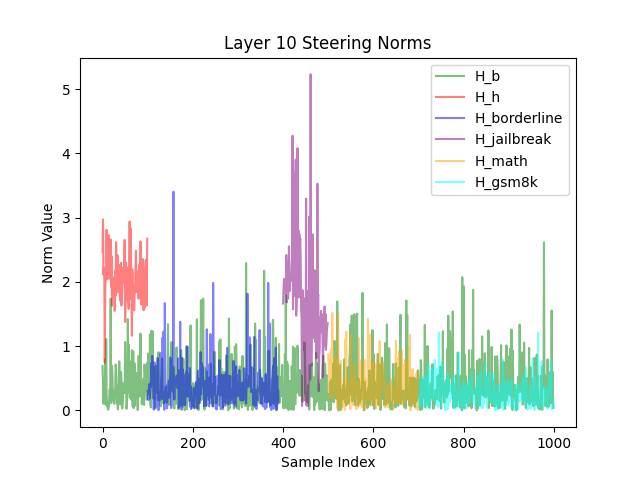 Layer 10 Steering Norms
H_b
H_h
H_borderline
H_jailbreak
H_math
H_gsm8k
Norm Value
5
4
3
2
1
0
0 200 400 600 800 1000
Sample Index